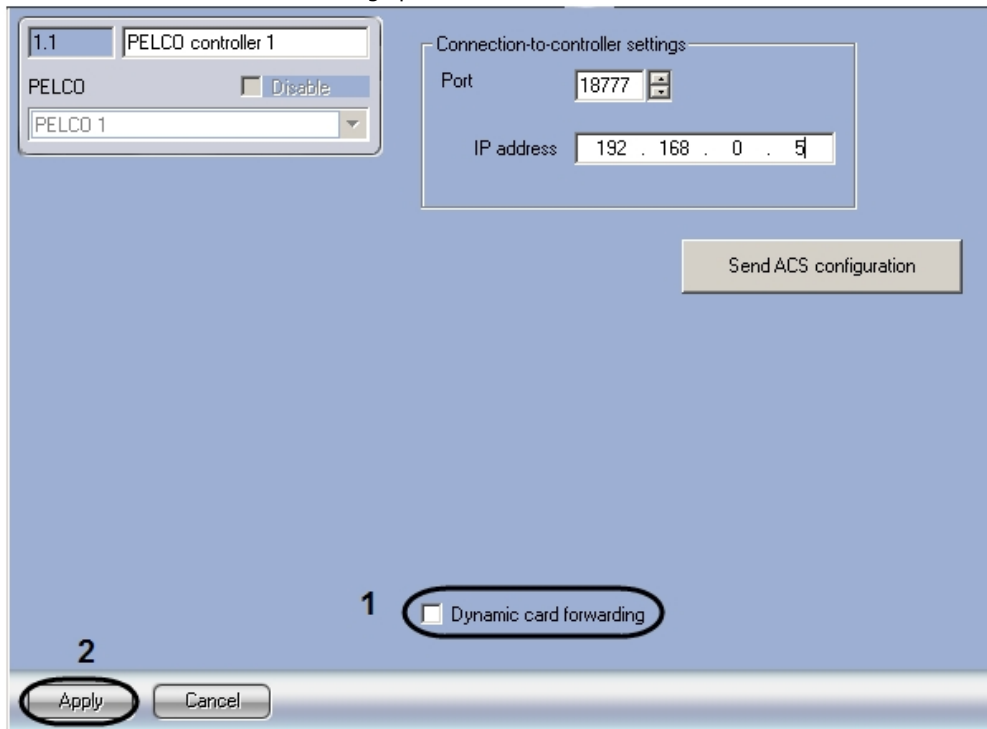 1.1 PELCO controller 1
PELCO Disable
PELCO 1
Connection-to-controller settings
Port 18777
IP address 192 . 168 . 0 . 5
Send ACS configuration
1 Dynamic card forwarding
2
Apply Cancel